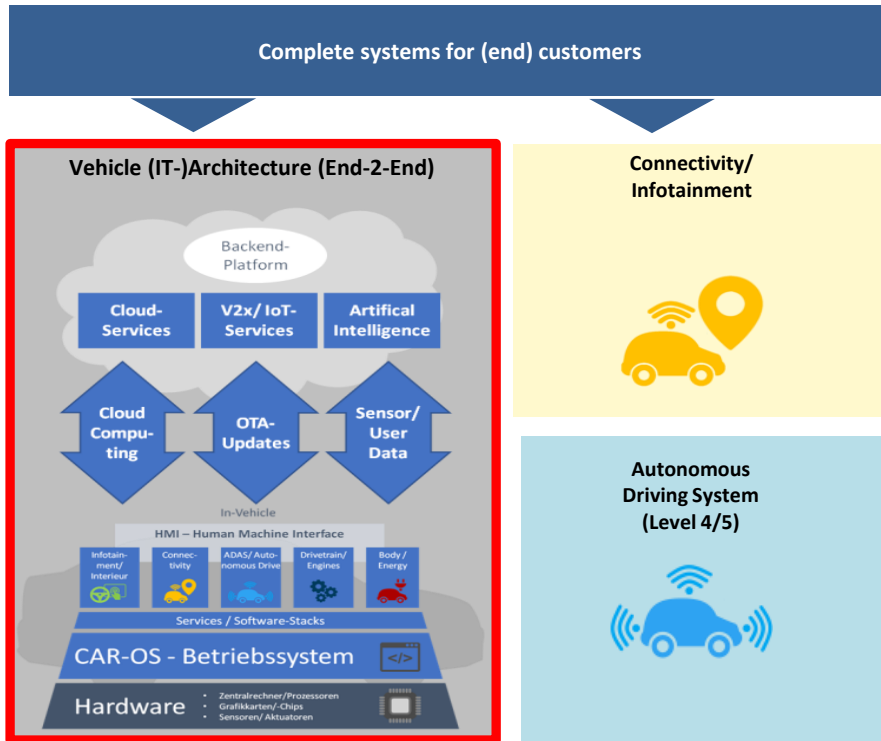 Complete systems for (end) customers
Vehicle (IT-)Architecture (End-2-End)
Backend-
Platform
Cloud-
Services
V2x/ IoT-
Services
Artifical
Intelligence
Cloud
Compu-
ting
OTA-
Updates
Sensor/
User
Data
In-Vehicle
HMI – Human Machine Interface
Infotain-
ment/
Interieur
Connec-
tivity
ADAS/ Auto-
nomous Drive
Drivetrain/
Engines
Body /
Energy
Services / Software-Stacks
CAR-OS - Betriebssystem
</>
Hardware
• Zentralrechner/Prozessoren
• Grafikkarten/-Chips
• Sensoren/ Aktuatoren
Connectivity/
Infotainment
Autonomous
Driving System
(Level 4/5)